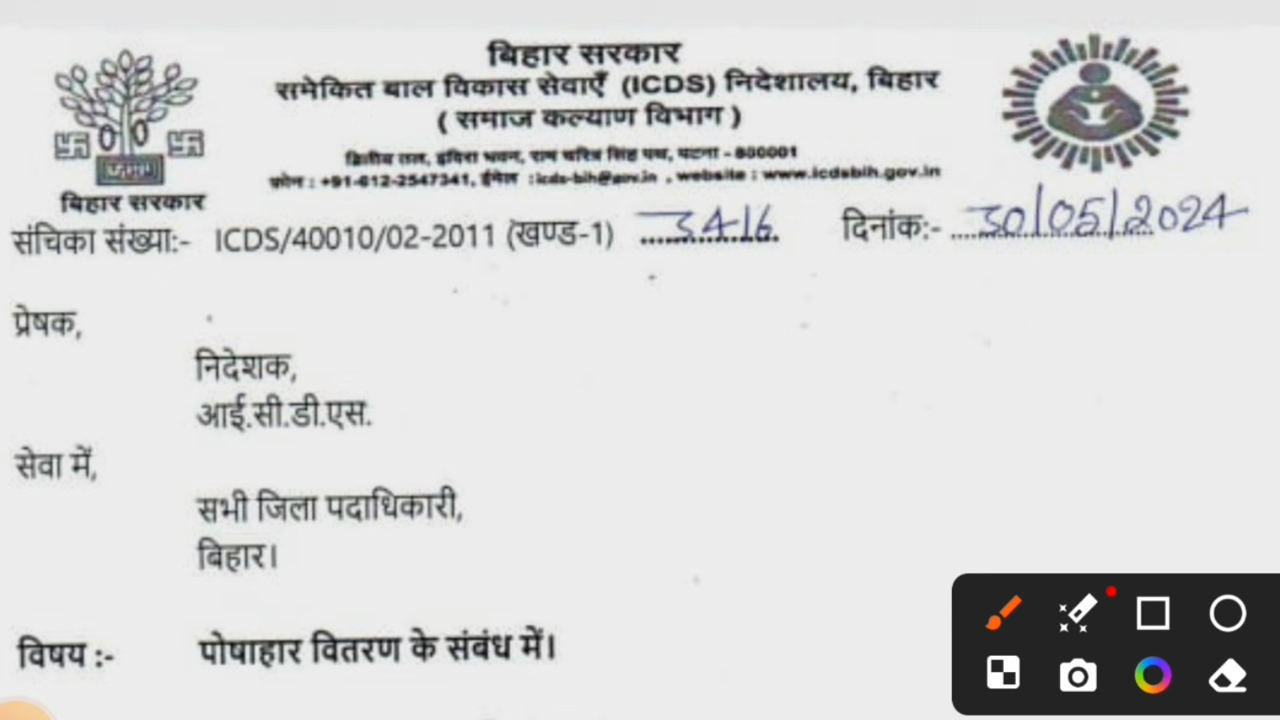 बिहार सरकार
समेकित बाल विकास सेवाएँ (ICDS) निदेशालय, बिहार
( समाज कल्याण विभाग )
द्वितीय तल, इंदिरा भवन, राम चरित्र सिंह पथ, पटना - 800001
फ़ोन : +91-612-2547341, ईमेल :icds-bih@gov.in , website : www.icdsbih.gov.in
बिहार सरकार
संचिका संख्या:- ICDS/40010/02-2011 (खण्ड-1) 3416 दिनांक:- 30/05/2024
प्रेषक,
निदेशक,
आई.सी.डी.एस.
सेवा में,
सभी जिला पदाधिकारी,
बिहार।
विषय :- पोषाहार वितरण के संबंध में।